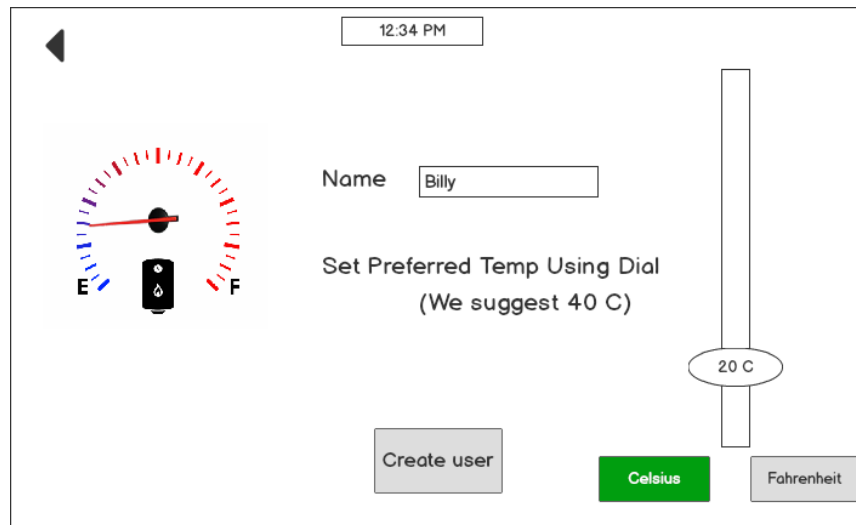 12:34 PM
Name
Billy
Set Preferred Temp Using Dial
(We suggest 40 C)
E
F
20 C
Create user
Celsius
Fahrenheit